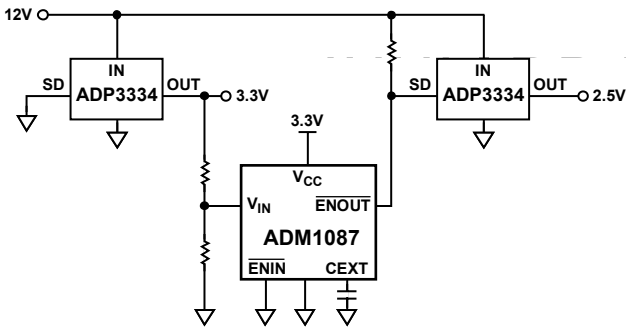 12V
IN
SD
ADP3334
OUT
3.3V
IN
SD
ADP3334
OUT
2.5V
3.3V
VCC
VIN
ENOUT
ADM1087
ENIN
CEXT